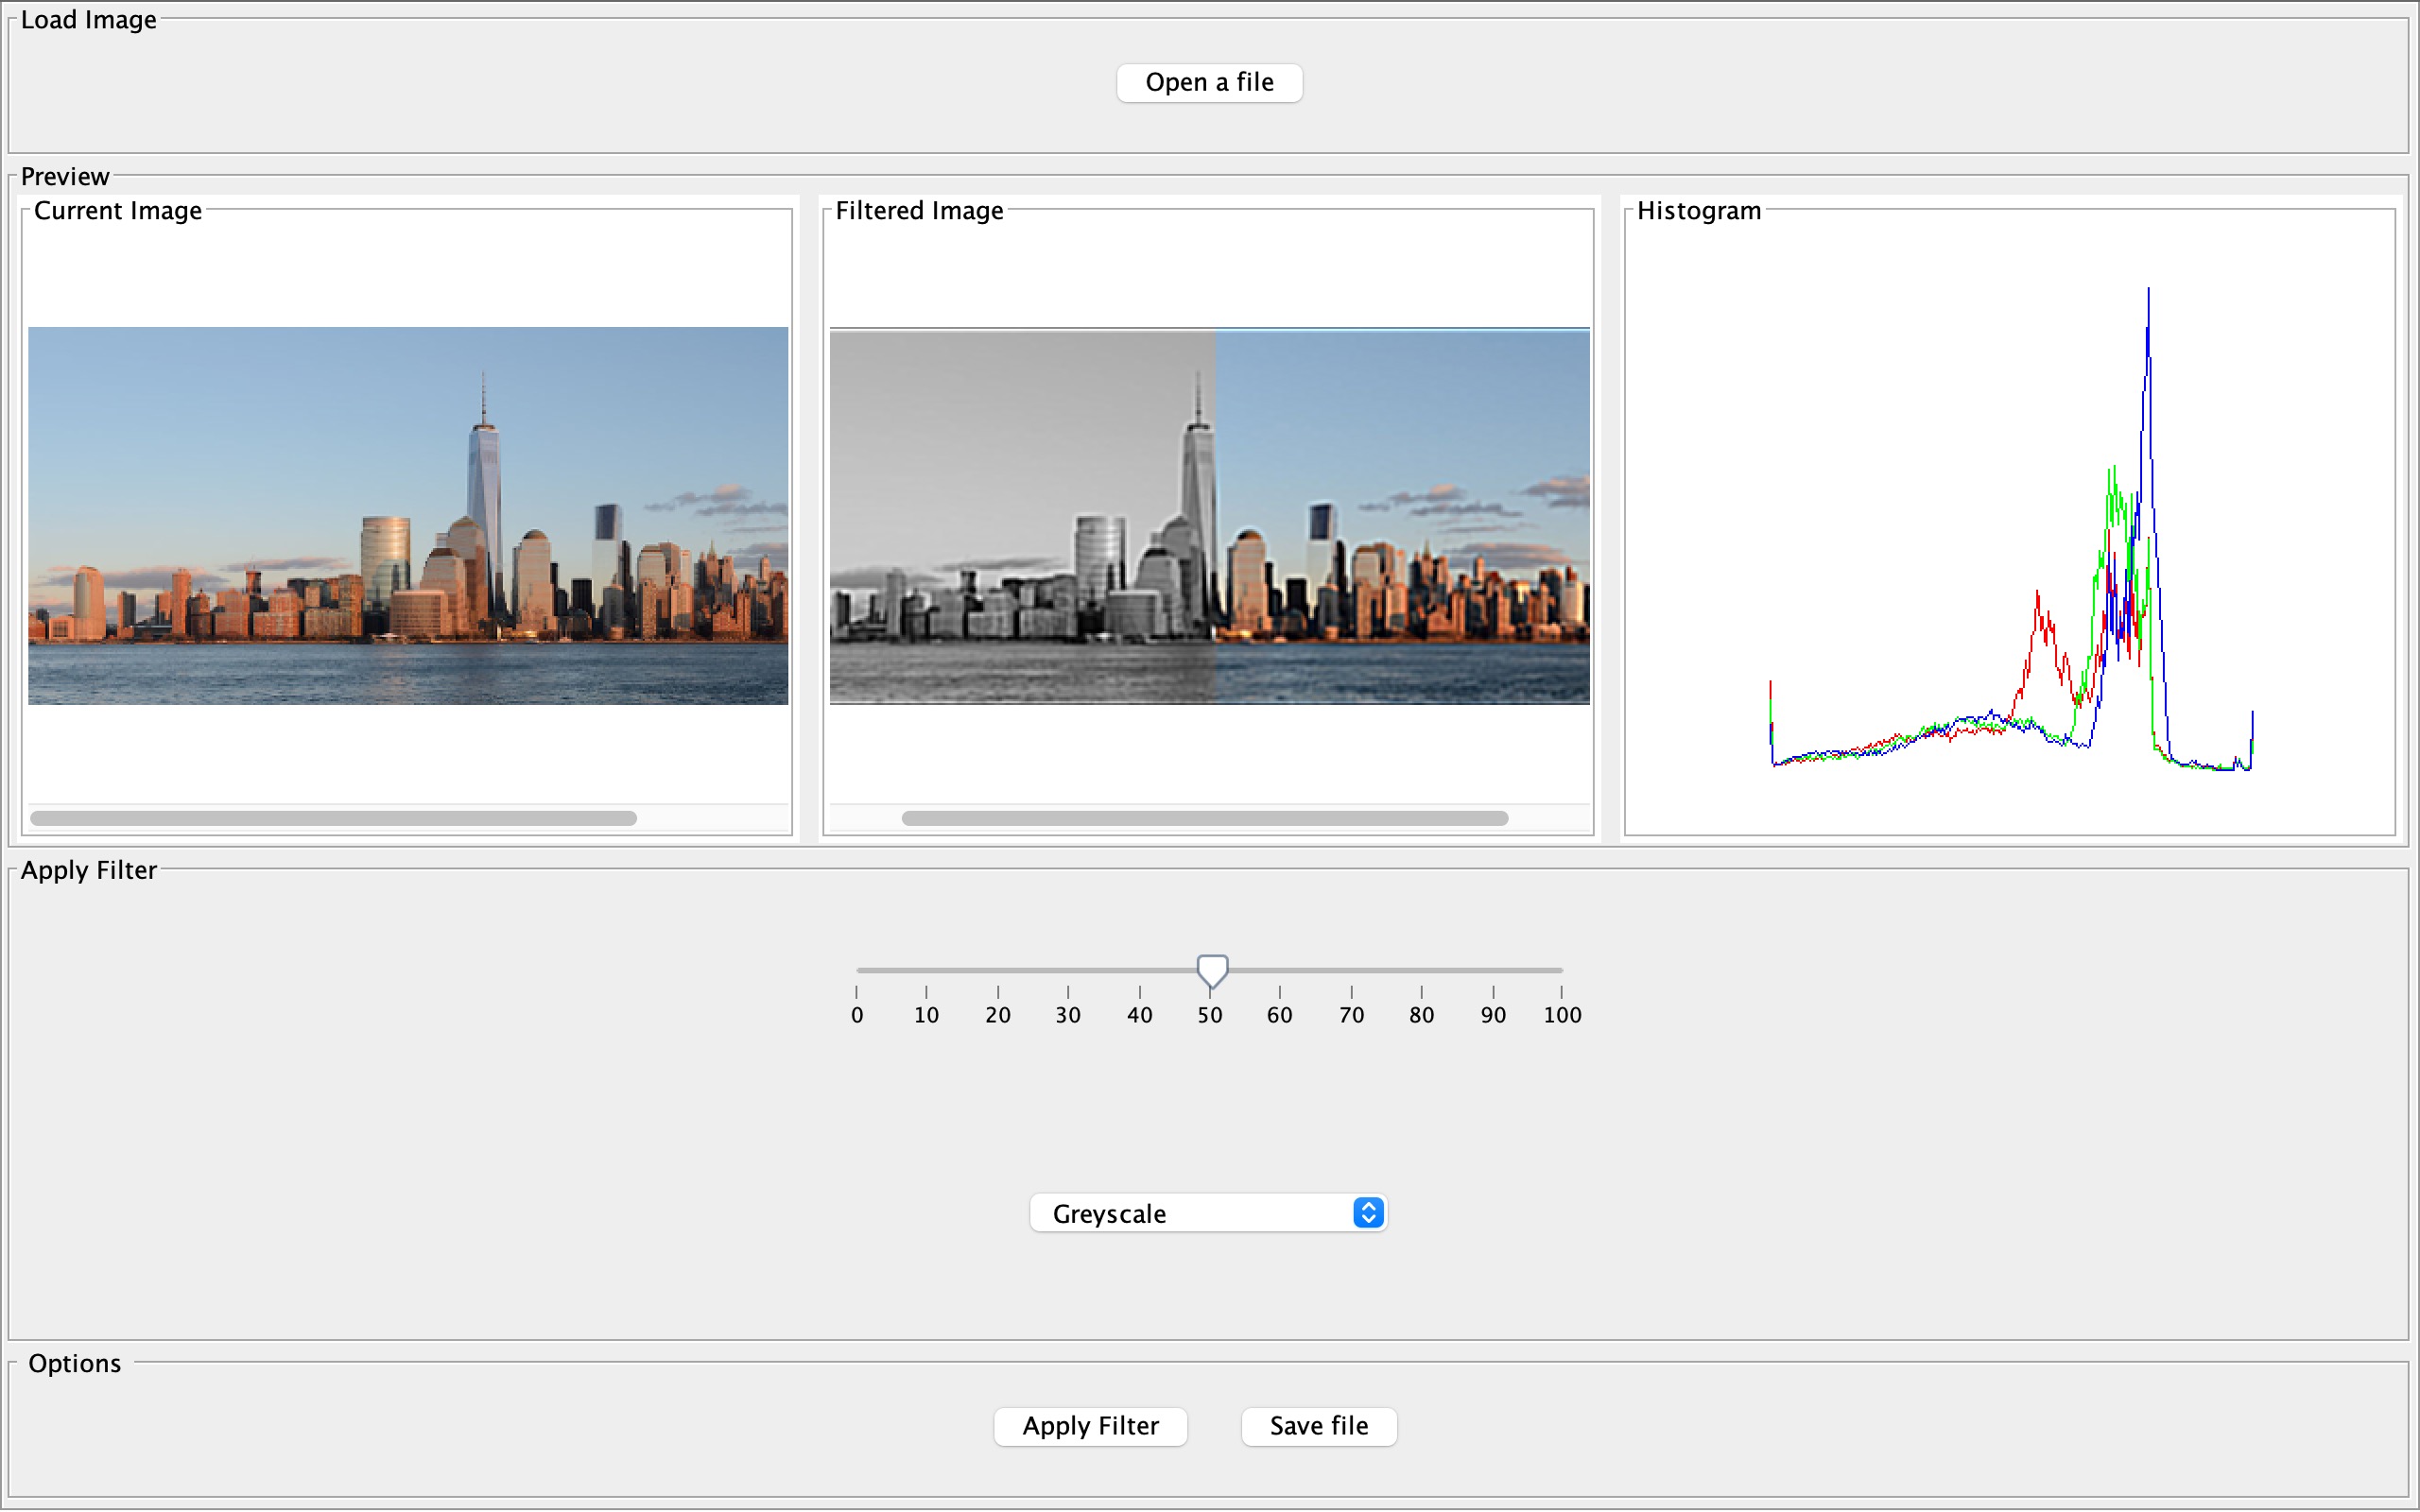 Load Image
Open a file
Preview
Current Image
Filtered Image
Histogram
Apply Filter
0 10 20 30 40 50 60 70 80 90 100
Greyscale
Options
Apply Filter
Save file